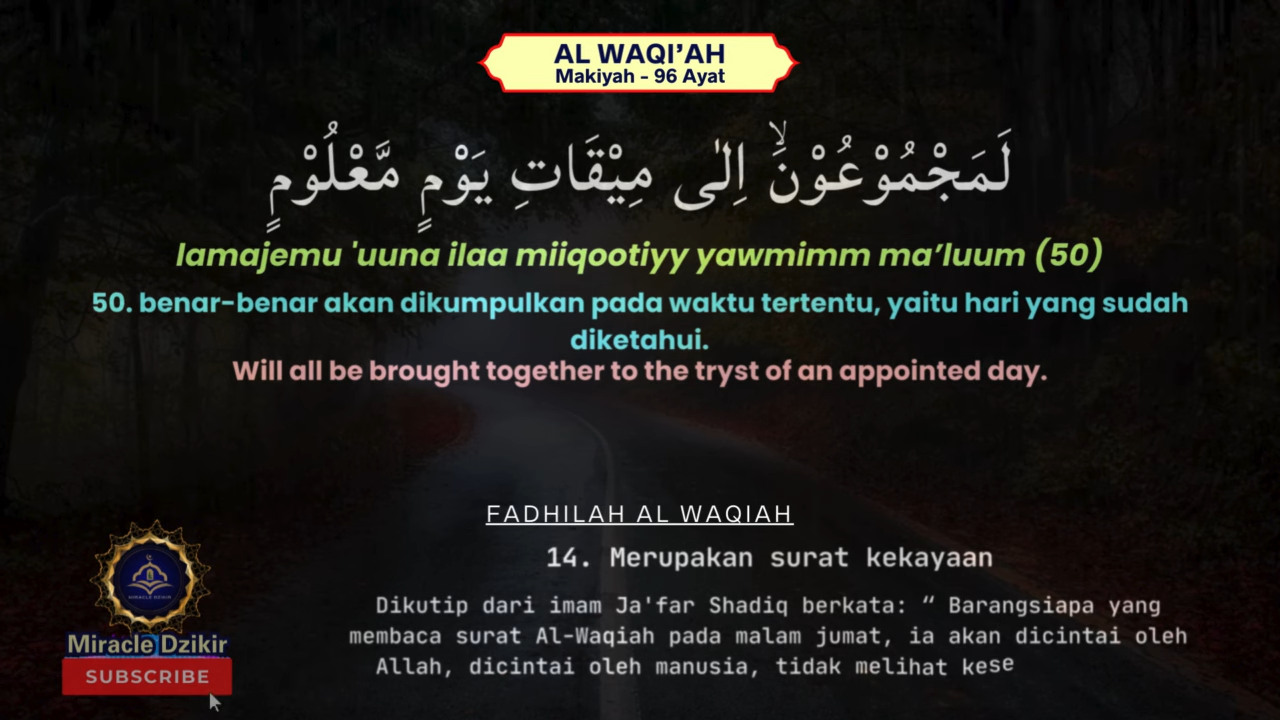 AL WAQI’AH
Makiyah - 96 Ayat
لَمَجْمُوْعُوْنَۙ اِلٰى مِيْقَاتِ يَوْمٍ مَّعْلُوْمٍ
lamajemu 'uuna ilaa miiqootiyy yawmimm ma’luum (50)
50. benar-benar akan dikumpulkan pada waktu tertentu, yaitu hari yang sudah
diketahui.
Will all be brought together to the tryst of an appointed day.
FADHILAH AL WAQIAH
14. Merupakan surat kekayaan
Dikutip dari imam Ja'far Shadiq berkata: “ Barangsiapa yang
membaca surat Al-Waqiah pada malam jumat, ia akan dicintai oleh
Allah, dicintai oleh manusia, tidak melihat kese
MIRACLE DZIKIR
Miracle Dzikir
SUBSCRIBE